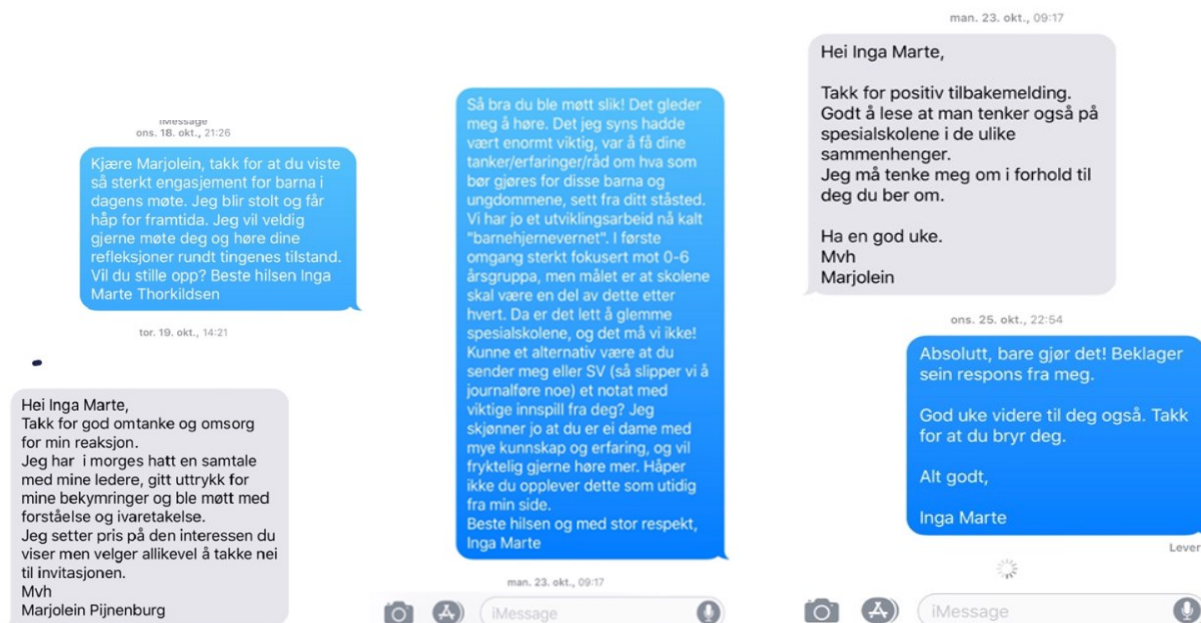 iMessage
ons. 18. okt., 21:26
Kjære Marjolein, takk for at du viste
så sterkt engasjement for barna i
dagens møte. Jeg blir stolt og får
håp for framtida. Jeg vil veldig
gjerne møte deg og høre dine
refleksjoner rundt tingenes tilstand.
Vil du stille opp? Beste hilsen Inga
Marte Thorkildsen
tor. 19. okt., 14:21
Hei Inga Marte,
Takk for god omtanke og omsorg
for min reaksjon.
Jeg har i morges hatt en samtale
med mine ledere, gitt uttrykk for
mine bekymringer og ble møtt med
forståelse og ivaretakelse.
Jeg setter pris på den interessen du
viser men velger allikevel å takke nei
til invitasjonen.
Mvh
Marjolein Pijnenburg
Så bra du ble møtt slik! Det gleder
meg å høre. Det jeg syns hadde
vært enormt viktig, var å få dine
tanker/erfaringer/råd om hva som
bør gjøres for disse barna og
ungdommene, sett fra ditt ståsted.
Vi har jo et utviklingsarbeid nå kalt
"barnehjernevernet". I første
omgang sterkt fokusert mot 0-6
årsgruppa, men målet er at skolene
skal være en del av dette etter
hvert. Da er det lett å glemme
spesialskolene, og det må vi ikke!
Kunne et alternativ være at du
sender meg eller SV (så slipper vi å
journalføre noe) et notat med
viktige innspill fra deg? Jeg
skjønner jo at du er ei dame med
mye kunnskap og erfaring, og vil
fryktelig gjerne høre mer. Håper
ikke du opplever dette som utidig
fra min side.
Beste hilsen og med stor respekt,
Inga Marte
man. 23. okt., 09:17
iMessage
man. 23. okt., 09:17
Hei Inga Marte,
Takk for positiv tilbakemelding.
Godt å lese at man tenker også på
spesialskolene i de ulike
sammenhenger.
Jeg må tenke meg om i forhold til
deg du ber om.
Ha en god uke.
Mvh
Marjolein
ons. 25. okt., 22:54
Absolutt, bare gjør det! Beklager
sein respons fra meg.
God uke videre til deg også. Takk
for at du bryr deg.
Alt godt,
Inga Marte
Lever
iMessage